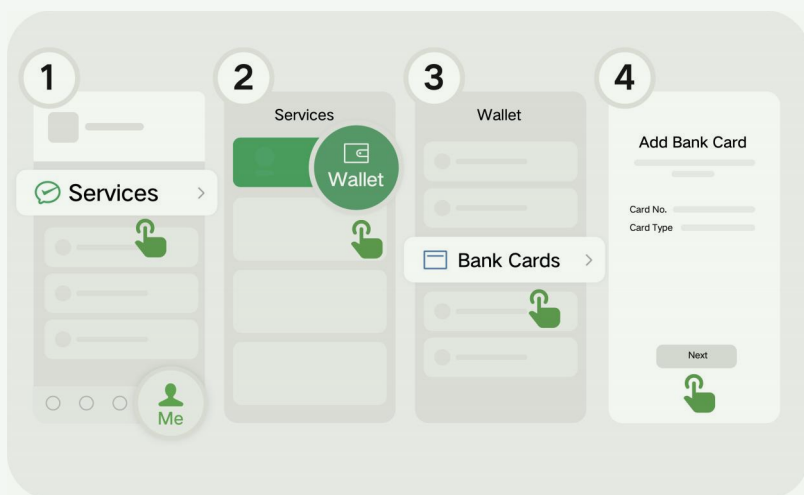 1
Services
Me
2
Services
Wallet
3
Wallet
Bank Cards
4
Add Bank Card
Card No.
Card Type
Next